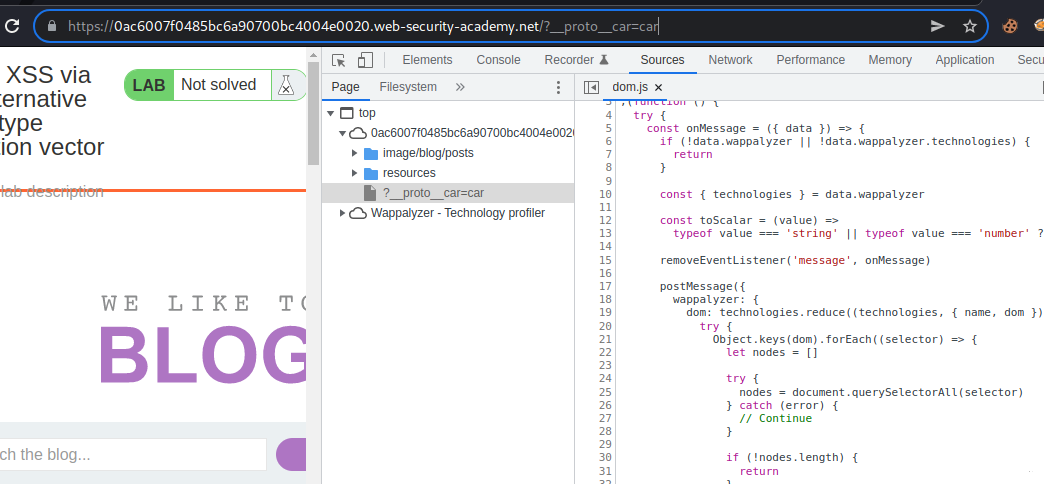 https://0ac6007f0485bc6a90700bc4004e0020.web-security-academy.net/?__proto__car=car
XSS via
ternative
type
tion vector
LAB Not solved
lab description
WE LIKE TO
BLOG
ch the blog...
Elements Console Recorder Sources Network Performance Memory Application Secu
Page Filesystem »
top
0ac6007f0485bc6a90700bc4004e0020
image/blog/posts
resources
?__proto__car=car
Wappalyzer - Technology profiler
dom.js ×
3 ;(function () {
4 try {
5 const onMessage = ({ data }) => {
6 if (!data.wappalyzer || !data.wappalyzer.technologies) {
7 return
8 }
9
10 const { technologies } = data.wappalyzer
11
12 const toScalar = (value) =>
13 typeof value === 'string' || typeof value === 'number' ?
14
15 removeEventListener('message', onMessage)
16
17 postMessage({
18 wappalyzer: {
19 dom: technologies.reduce((technologies, { name, dom })
20 try {
21 Object.keys(dom).forEach((selector) => {
22 let nodes = []
23
24 try {
25 nodes = document.querySelectorAll(selector)
26 } catch (error) {
27 // Continue
28 }
29
30 if (!nodes.length) {
31 return
32 }